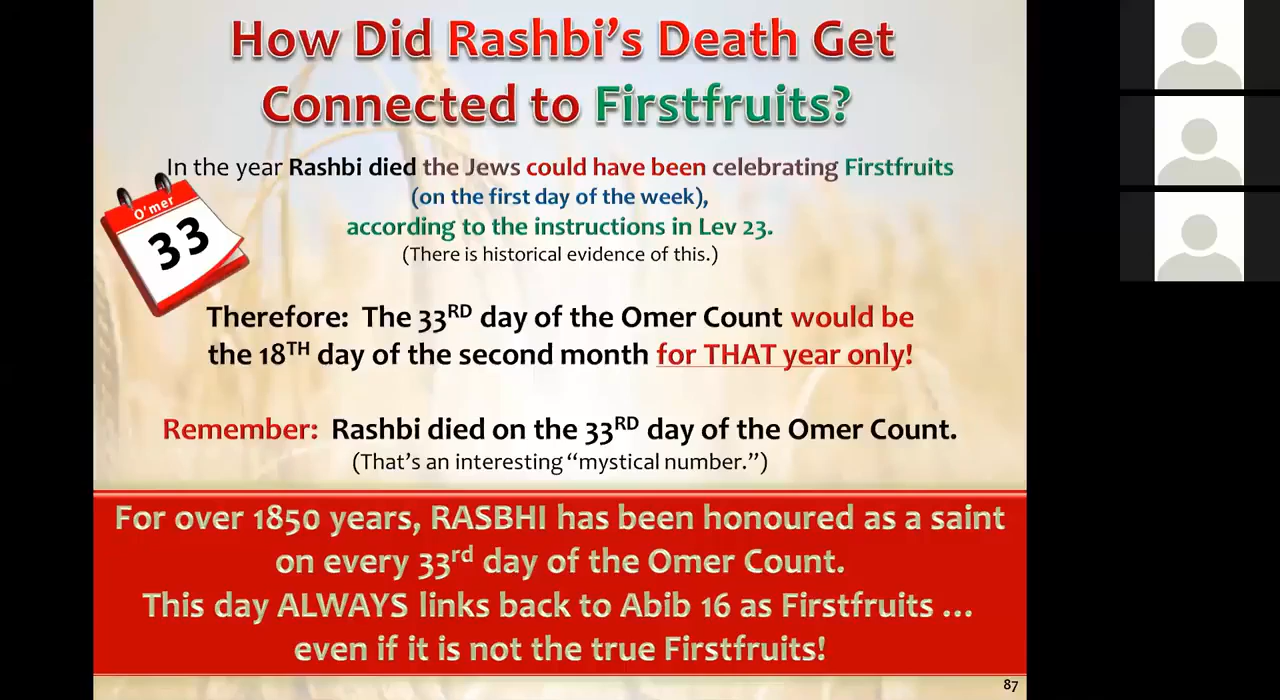 How Did Rashbi's Death Get
Connected to Firstfruits?
In the year Rashbi died the Jews could have been celebrating Firstfruits
(on the first day of the week),
according to the instructions in Lev 23.
(There is historical evidence of this.)
O'mer
33
Therefore: The 33RD day of the Omer Count would be
the 18TH day of the second month for THAT year only!
Remember: Rashbi died on the 33RD day of the Omer Count.
(That's an interesting “mystical number.”)
For over 1850 years, RASBHI has been honoured as a saint
on every 33rd day of the Omer Count.
This day ALWAYS links back to Abib 16 as Firstfruits ...
even if it is not the true Firstfruits!
87